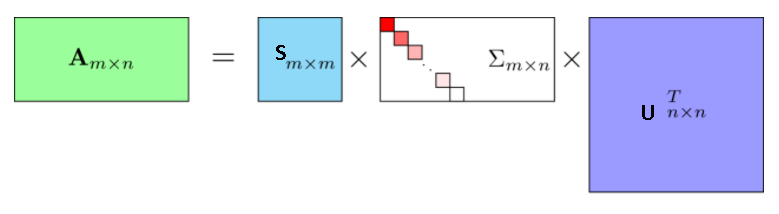 A_{m×n} = S_{m×m} × Σ_{m×n} × U^T_{n×n}